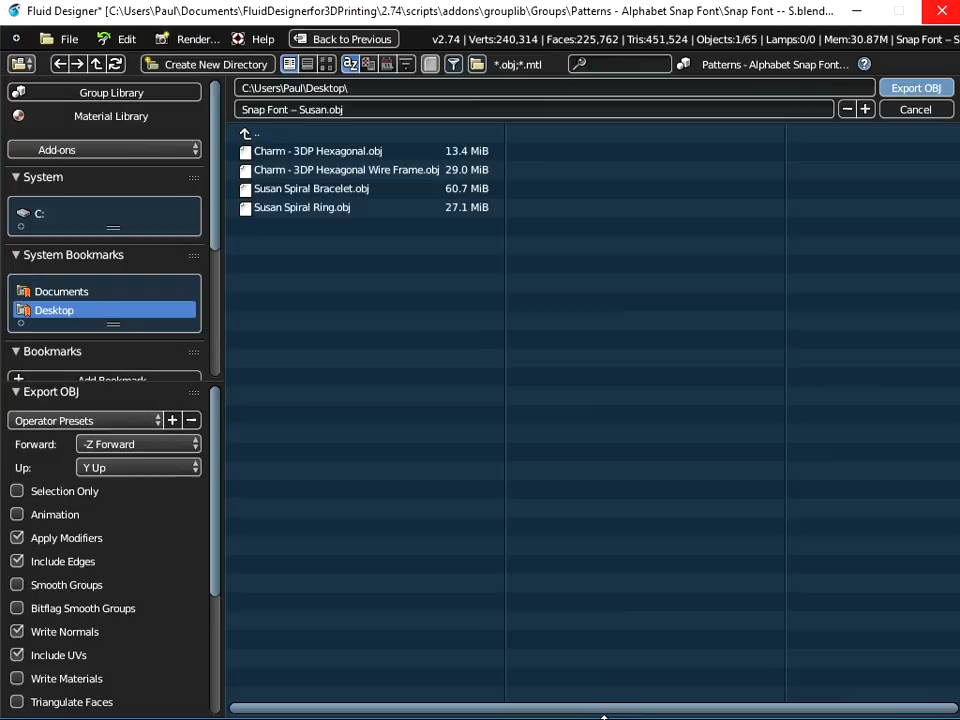 Fluid Designer* [C:\Users\Paul\Documents\FluidDesignerfor3DPrinting\2.74\scripts\addons\grouplib\Groups\Patterns - Alphabet Snap Font\Snap Font -- S.blend...
File Edit Render... Help Back to Previous v2.74 | Verts:240,314 | Faces:225,762 | Tris:451,524 | Objects:1/65 | Lamps:0/0 | Mem:30.87M | Snap Font – S
Create New Directory *.obj;*.mtl Patterns - Alphabet Snap Font...
Group Library
Material Library
Add-ons
System
C:
System Bookmarks
Documents
Desktop
Bookmarks
Add Bookmark
Export OBJ
Operator Presets
Forward: -Z Forward
Up: Y Up
Selection Only
Animation
Apply Modifiers
Include Edges
Smooth Groups
Bitflag Smooth Groups
Write Normals
Include UVs
Write Materials
Triangulate Faces
C:\Users\Paul\Desktop\ Export OBJ
Snap Font – Susan.obj Cancel
..
Charm - 3DP Hexagonal.obj 13.4 MiB
Charm - 3DP Hexagonal Wire Frame.obj 29.0 MiB
Susan Spiral Bracelet.obj 60.7 MiB
Susan Spiral Ring.obj 27.1 MiB